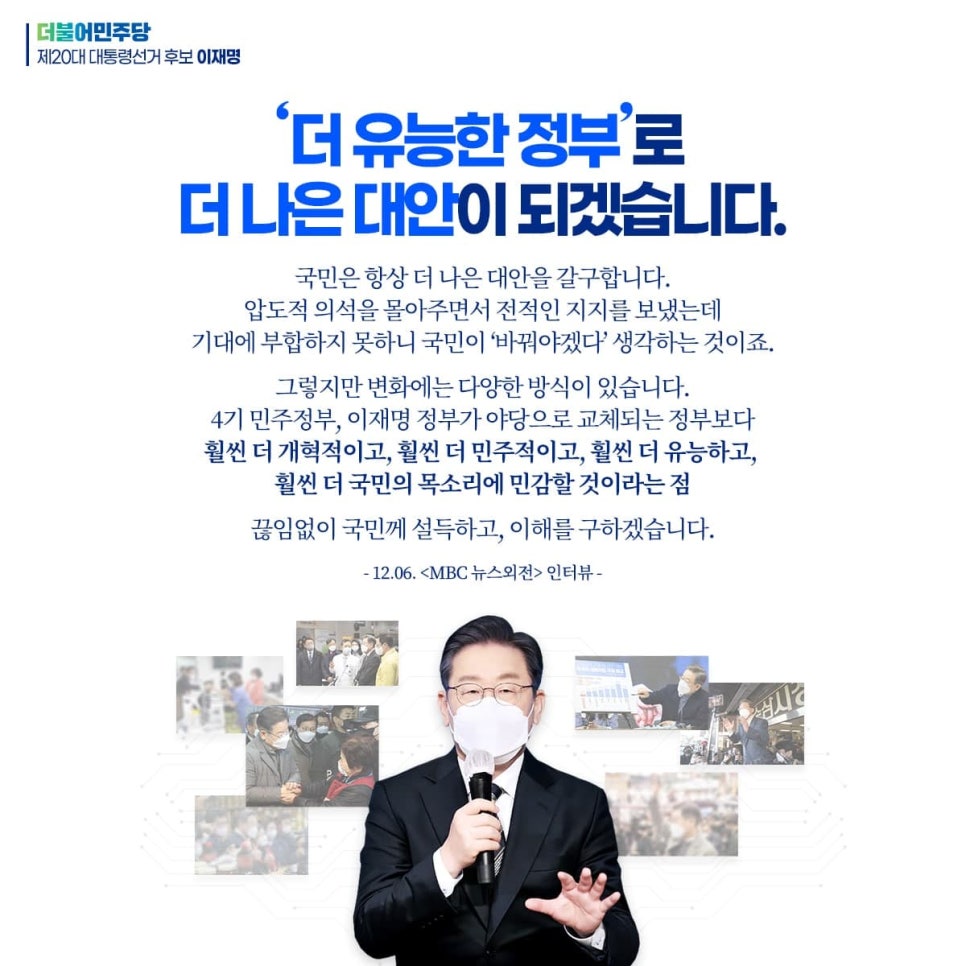 더불어민주당
제20대 대통령선거 후보 이재명
‘더 유능한 정부’로
더 나은 대안이 되겠습니다.
국민은 항상 더 나은 대안을 갈구합니다.
압도적 의석을 몰아주면서 전적인 지지를 보냈는데
기대에 부합하지 못하니 국민이 ‘바꿔야겠다’ 생각하는 것이죠.
그렇지만 변화에는 다양한 방식이 있습니다.
4기 민주정부, 이재명 정부가 야당으로 교체되는 정부보다
훨씬 더 개혁적이고, 훨씬 더 민주적이고, 훨씬 더 유능하고,
훨씬 더 국민의 목소리에 민감할 것이라는 점
끊임없이 국민께 설득하고, 이해를 구하겠습니다.
- 12.06. <MBC 뉴스외전> 인터뷰 -